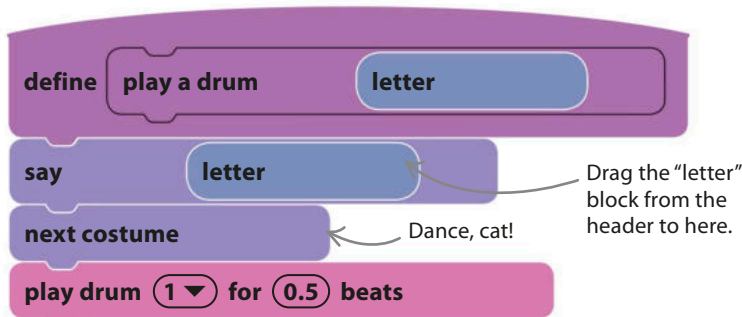 define play a drum letter
say letter
Drag the “letter”
block from the
header to here.
next costume
Dance, cat!
play drum 1 for 0.5 beats